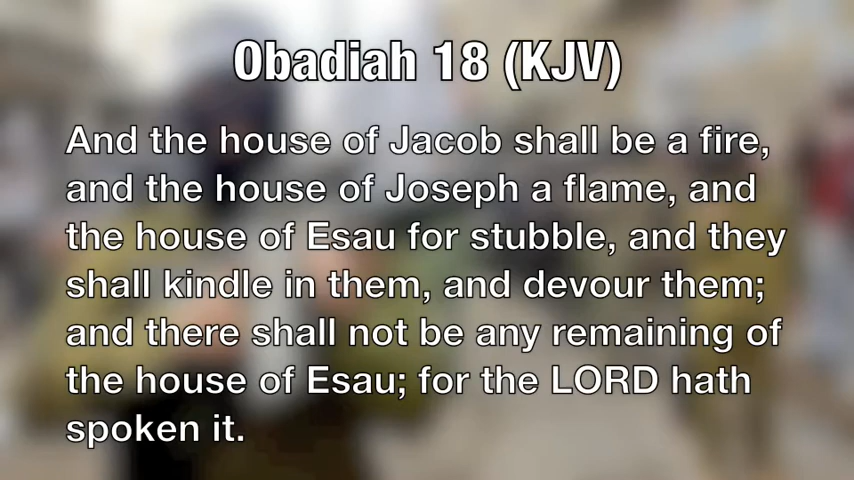 Obadiah 18 (KJV)
And the house of Jacob shall be a fire,
and the house of Joseph a flame, and
the house of Esau for stubble, and they
shall kindle in them, and devour them;
and there shall not be any remaining of
the house of Esau; for the LORD hath
spoken it.